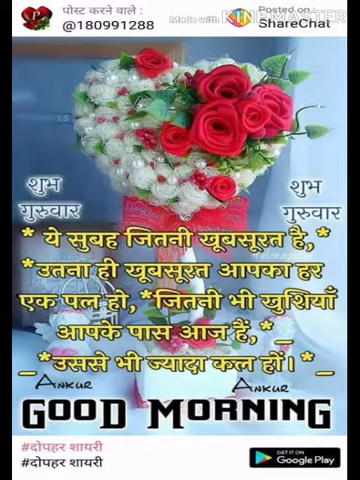 पोस्ट करने वाले :
@180991288
Made with KINEMASTER
Posted on :
ShareChat
शुभ
गुरुवार
शुभ
गुरुवार
* ये सुबह जितनी खूबसूरत है,*
*उतना ही खूबसूरत आपका हर
एक पल हो,*जितनी भी खुशियाँ
आपके पास आज हैं,*_
_*उससे भी ज्यादा कल हों।*_
ANKUR
ANKUR
GOOD MORNING
#दोपहर शायरी
#दोपहर शायरी
GET IT ON
Google Play